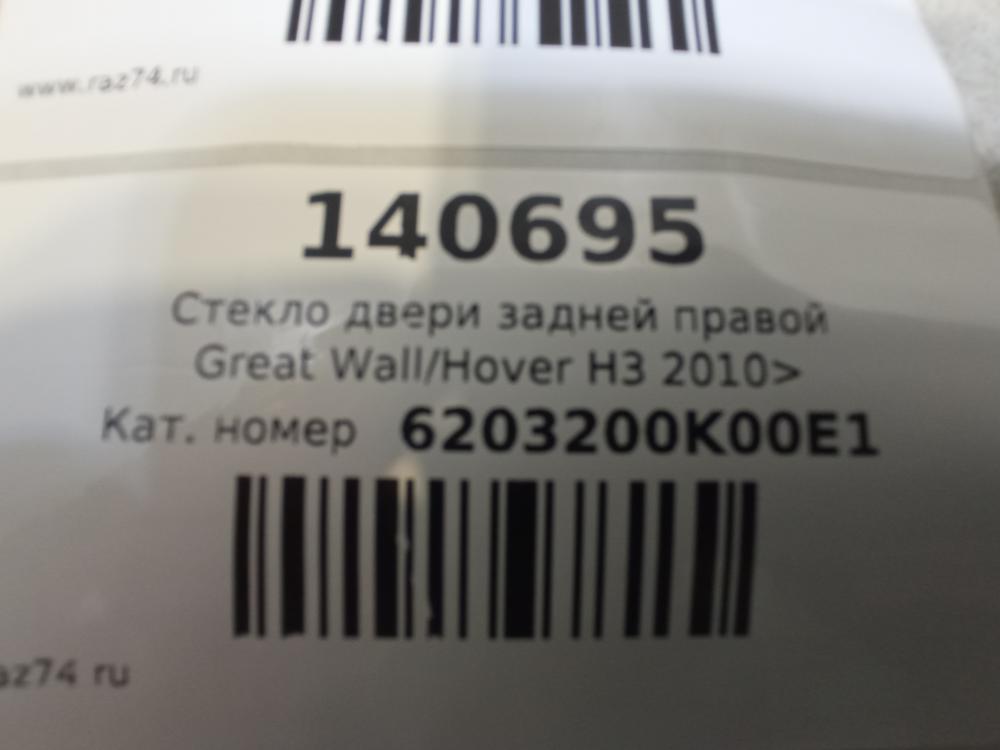 www.raz74.ru
140695
Стекло двери задней правой
Great Wall/Hover H3 2010>
Кат. номер 6203200K00E1
az74 ru